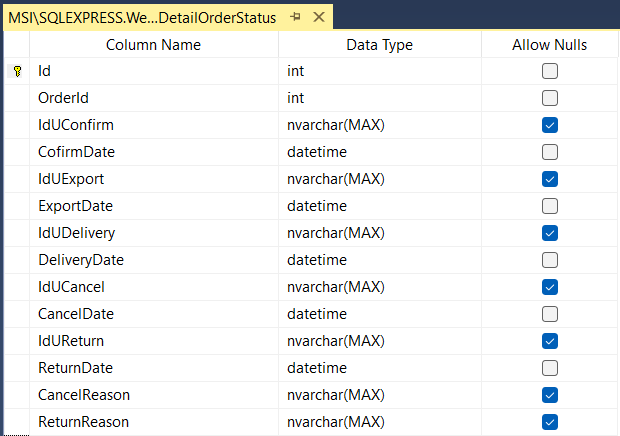 MSI\SQLEXPRESS.We...DetailOrderStatus
Column Name Data Type Allow Nulls
Id int
OrderId int
IdUConfirm nvarchar(MAX)
CofirmDate datetime
IdUExport nvarchar(MAX)
ExportDate datetime
IdUDelivery nvarchar(MAX)
DeliveryDate datetime
IdUCancel nvarchar(MAX)
CancelDate datetime
IdUReturn nvarchar(MAX)
ReturnDate datetime
CancelReason nvarchar(MAX)
ReturnReason nvarchar(MAX)